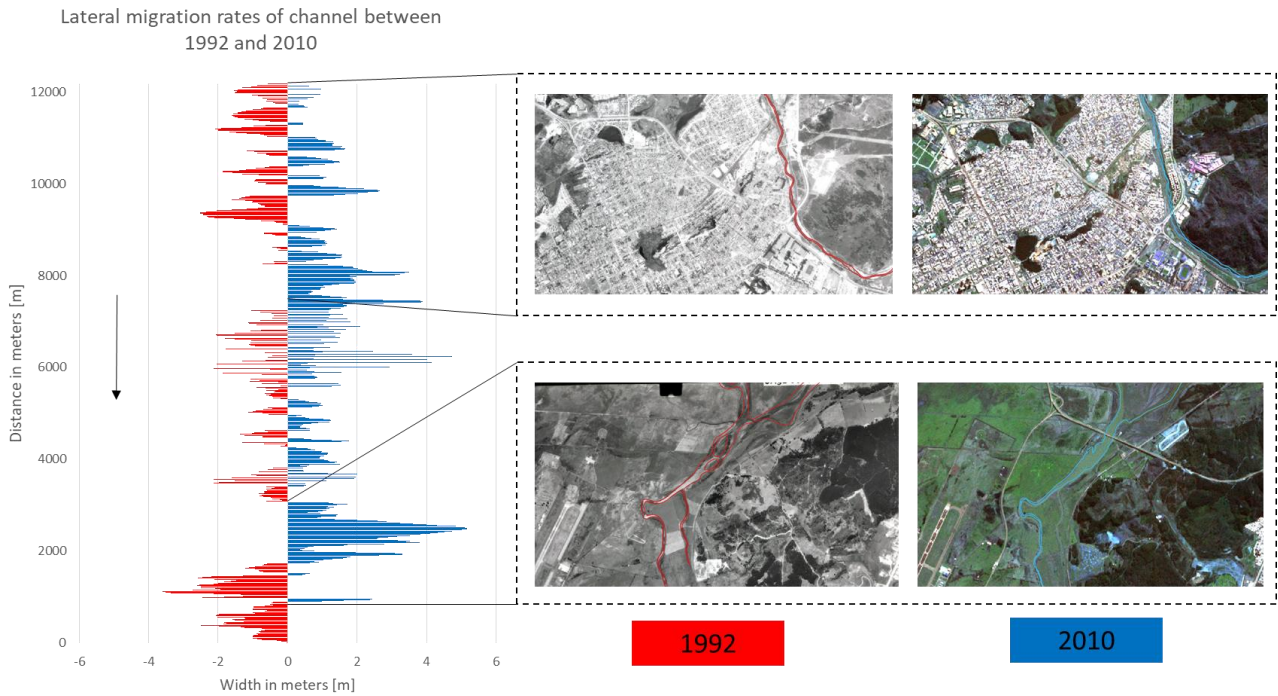 Lateral migration rates of channel between
1992 and 2010
12000
10000
8000
6000
4000
2000
0
Distance in meters [m]
-6 -4 -2 0 2 4 6
Width in meters [m]
1992
2010